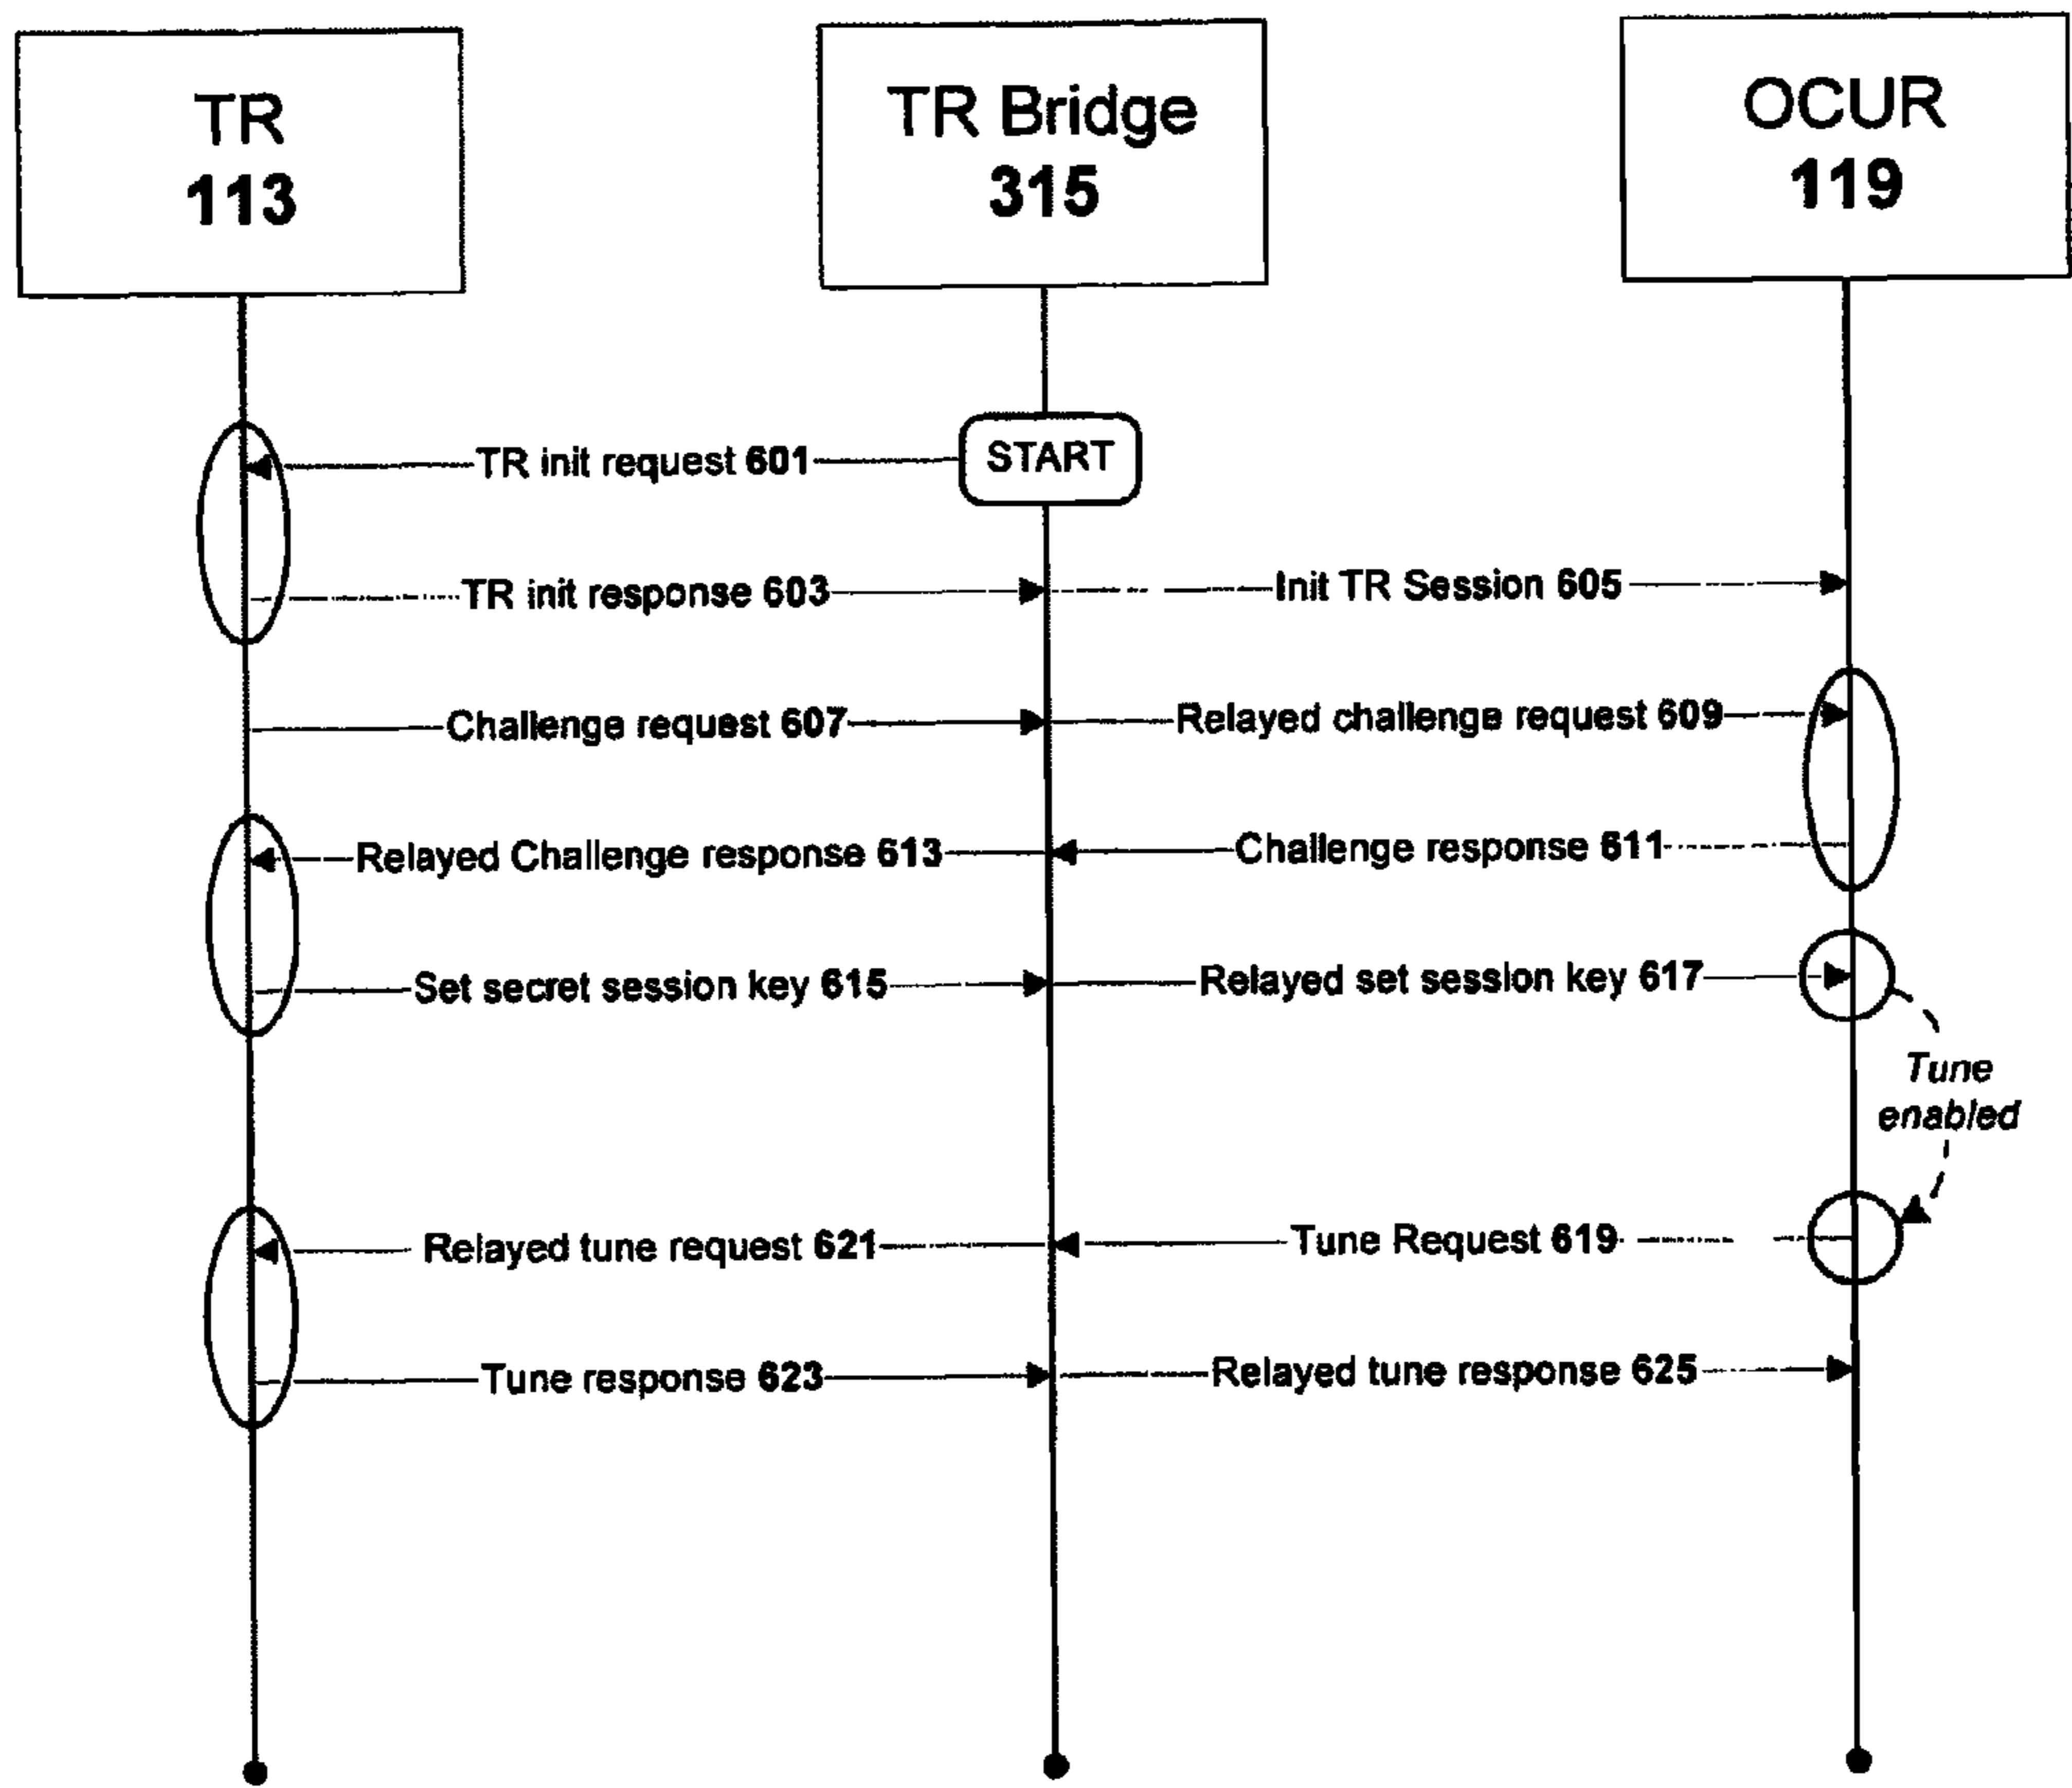 TR
113
TR Bridge
315
OCUR
119
START
TR init request 601
TR init response 603
Init TR Session 605
Challenge request 607
Relayed challenge request 609
Relayed Challenge response 613
Challenge response 611
Set secret session key 615
Relayed set session key 617
Tune
enabled
Relayed tune request 621
Tune Request 619
Tune response 623
Relayed tune response 625